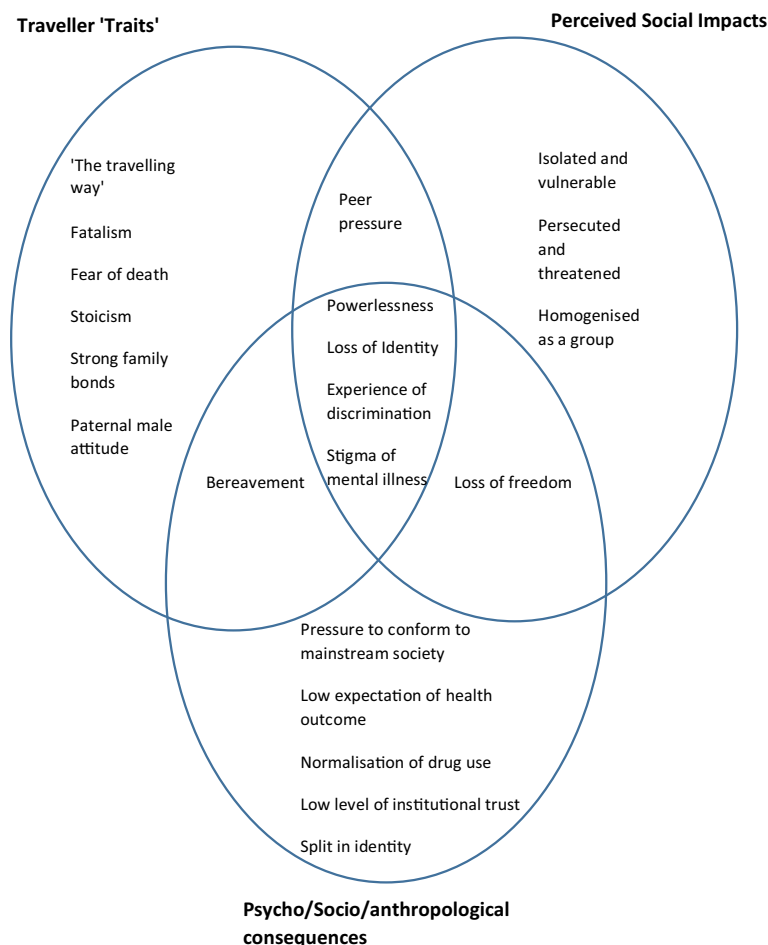 Traveller 'Traits'
Perceived Social Impacts
'The travelling
way'
Fatalism
Fear of death
Stoicism
Strong family
bonds
Paternal male
attitude
Peer
pressure
Isolated and
vulnerable
Persecuted
and
threatened
Homogenised
as a group
Powerlessness
Loss of Identity
Experience of
discrimination
Stigma of
mental illness
Bereavement
Loss of freedom
Pressure to conform to
mainstream society
Low expectation of health
outcome
Normalisation of drug use
Low level of institutional trust
Split in identity
Psycho/Socio/anthropological
consequences